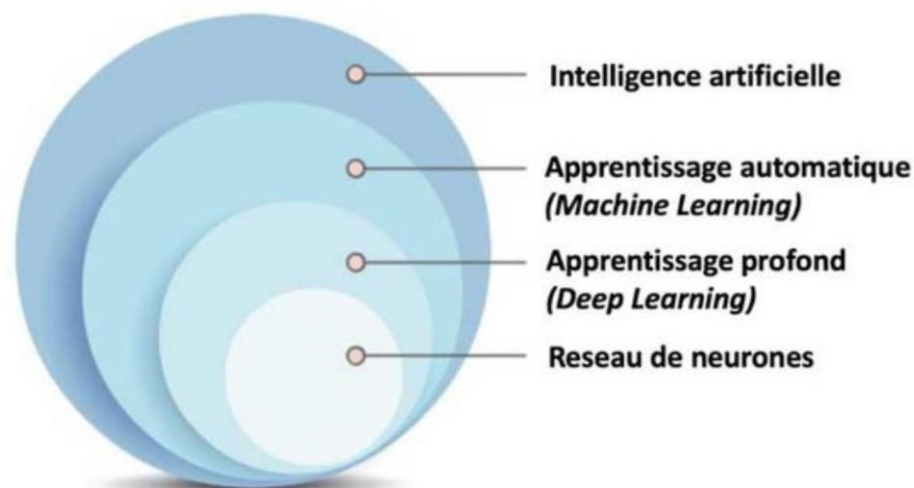 Intelligence artificielle
Apprentissage automatique
(Machine Learning)
Apprentissage profond
(Deep Learning)
Reseau de neurones